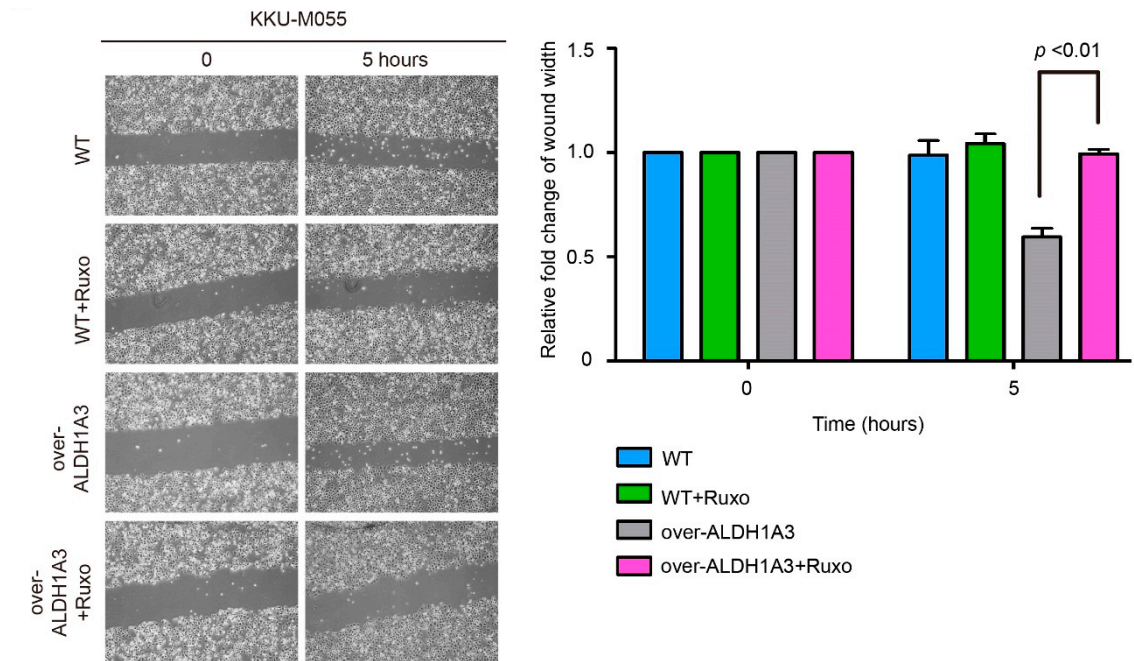 KKU-M055
0
5 hours
WT
WT+Ruxo
over-
ALDH1A3
over-
ALDH1A3
+Ruxo
Relative fold change of wound width
1.5
1.0
0.5
0
p <0.01
0
5
Time (hours)
WT
WT+Ruxo
over-ALDH1A3
over-ALDH1A3+Ruxo